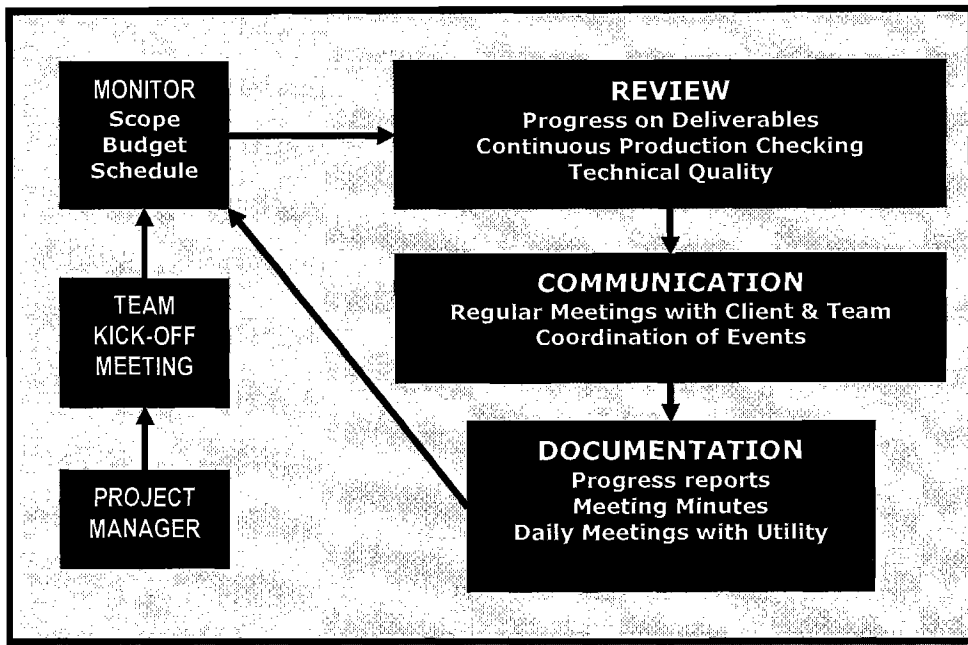 MONITOR
Scope
Budget
Schedule
TEAM
KICK-OFF
MEETING
PROJECT
MANAGER
REVIEW
Progress on Deliverables
Continuous Production Checking
Technical Quality
COMMUNICATION
Regular Meetings with Client & Team
Coordination of Events
DOCUMENTATION
Progress reports
Meeting Minutes
Daily Meetings with Utility